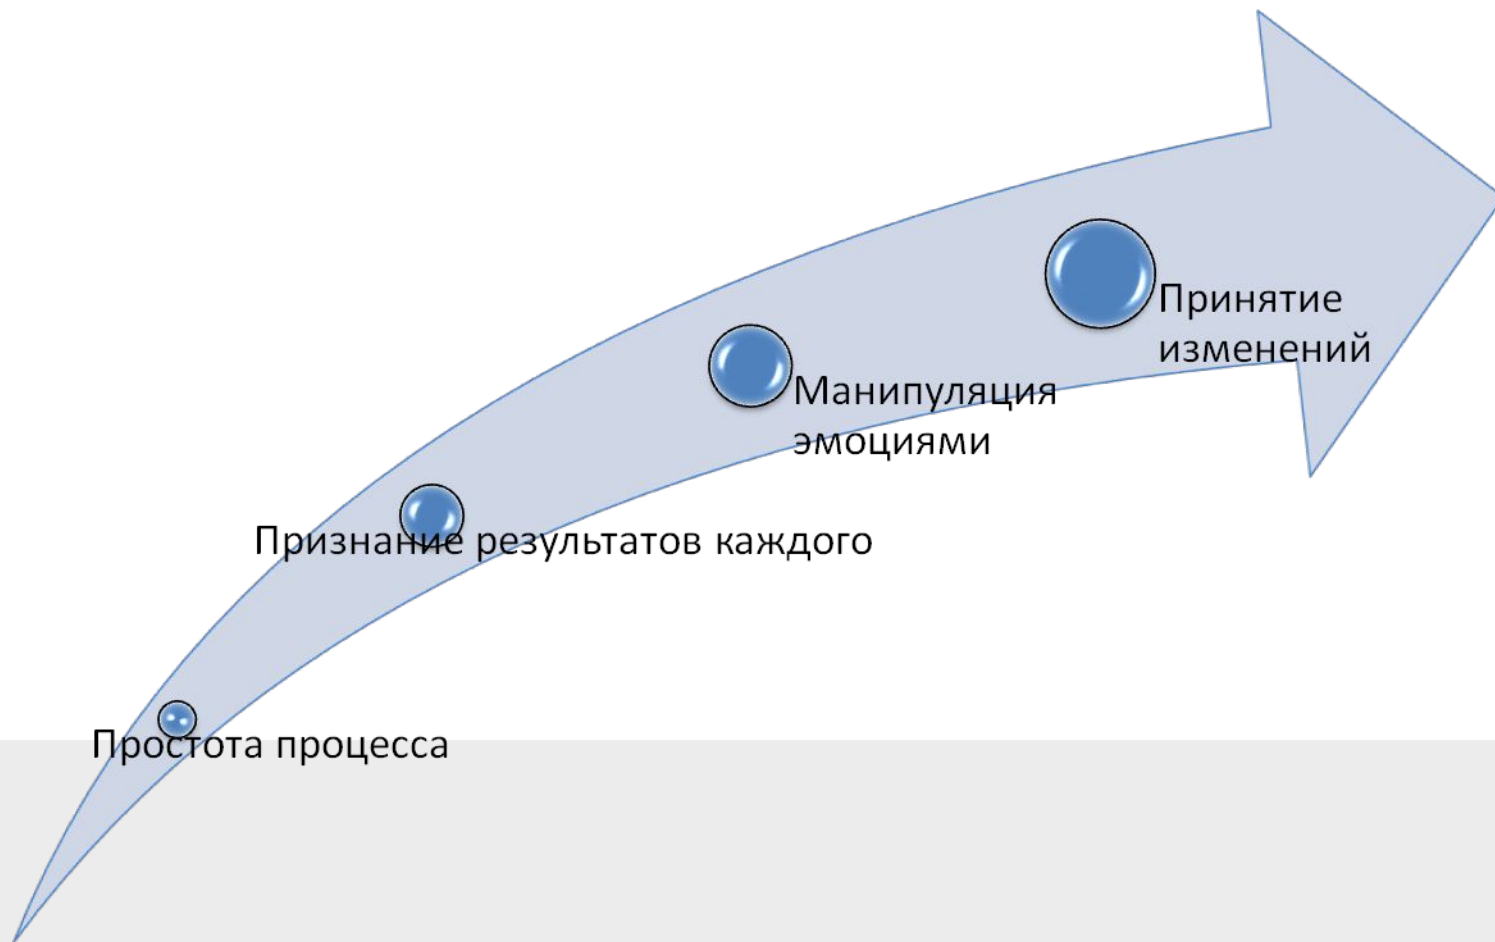 Принятие
изменений
Манипуляция
эмоциями
Признание результатов каждого
Простота процесса